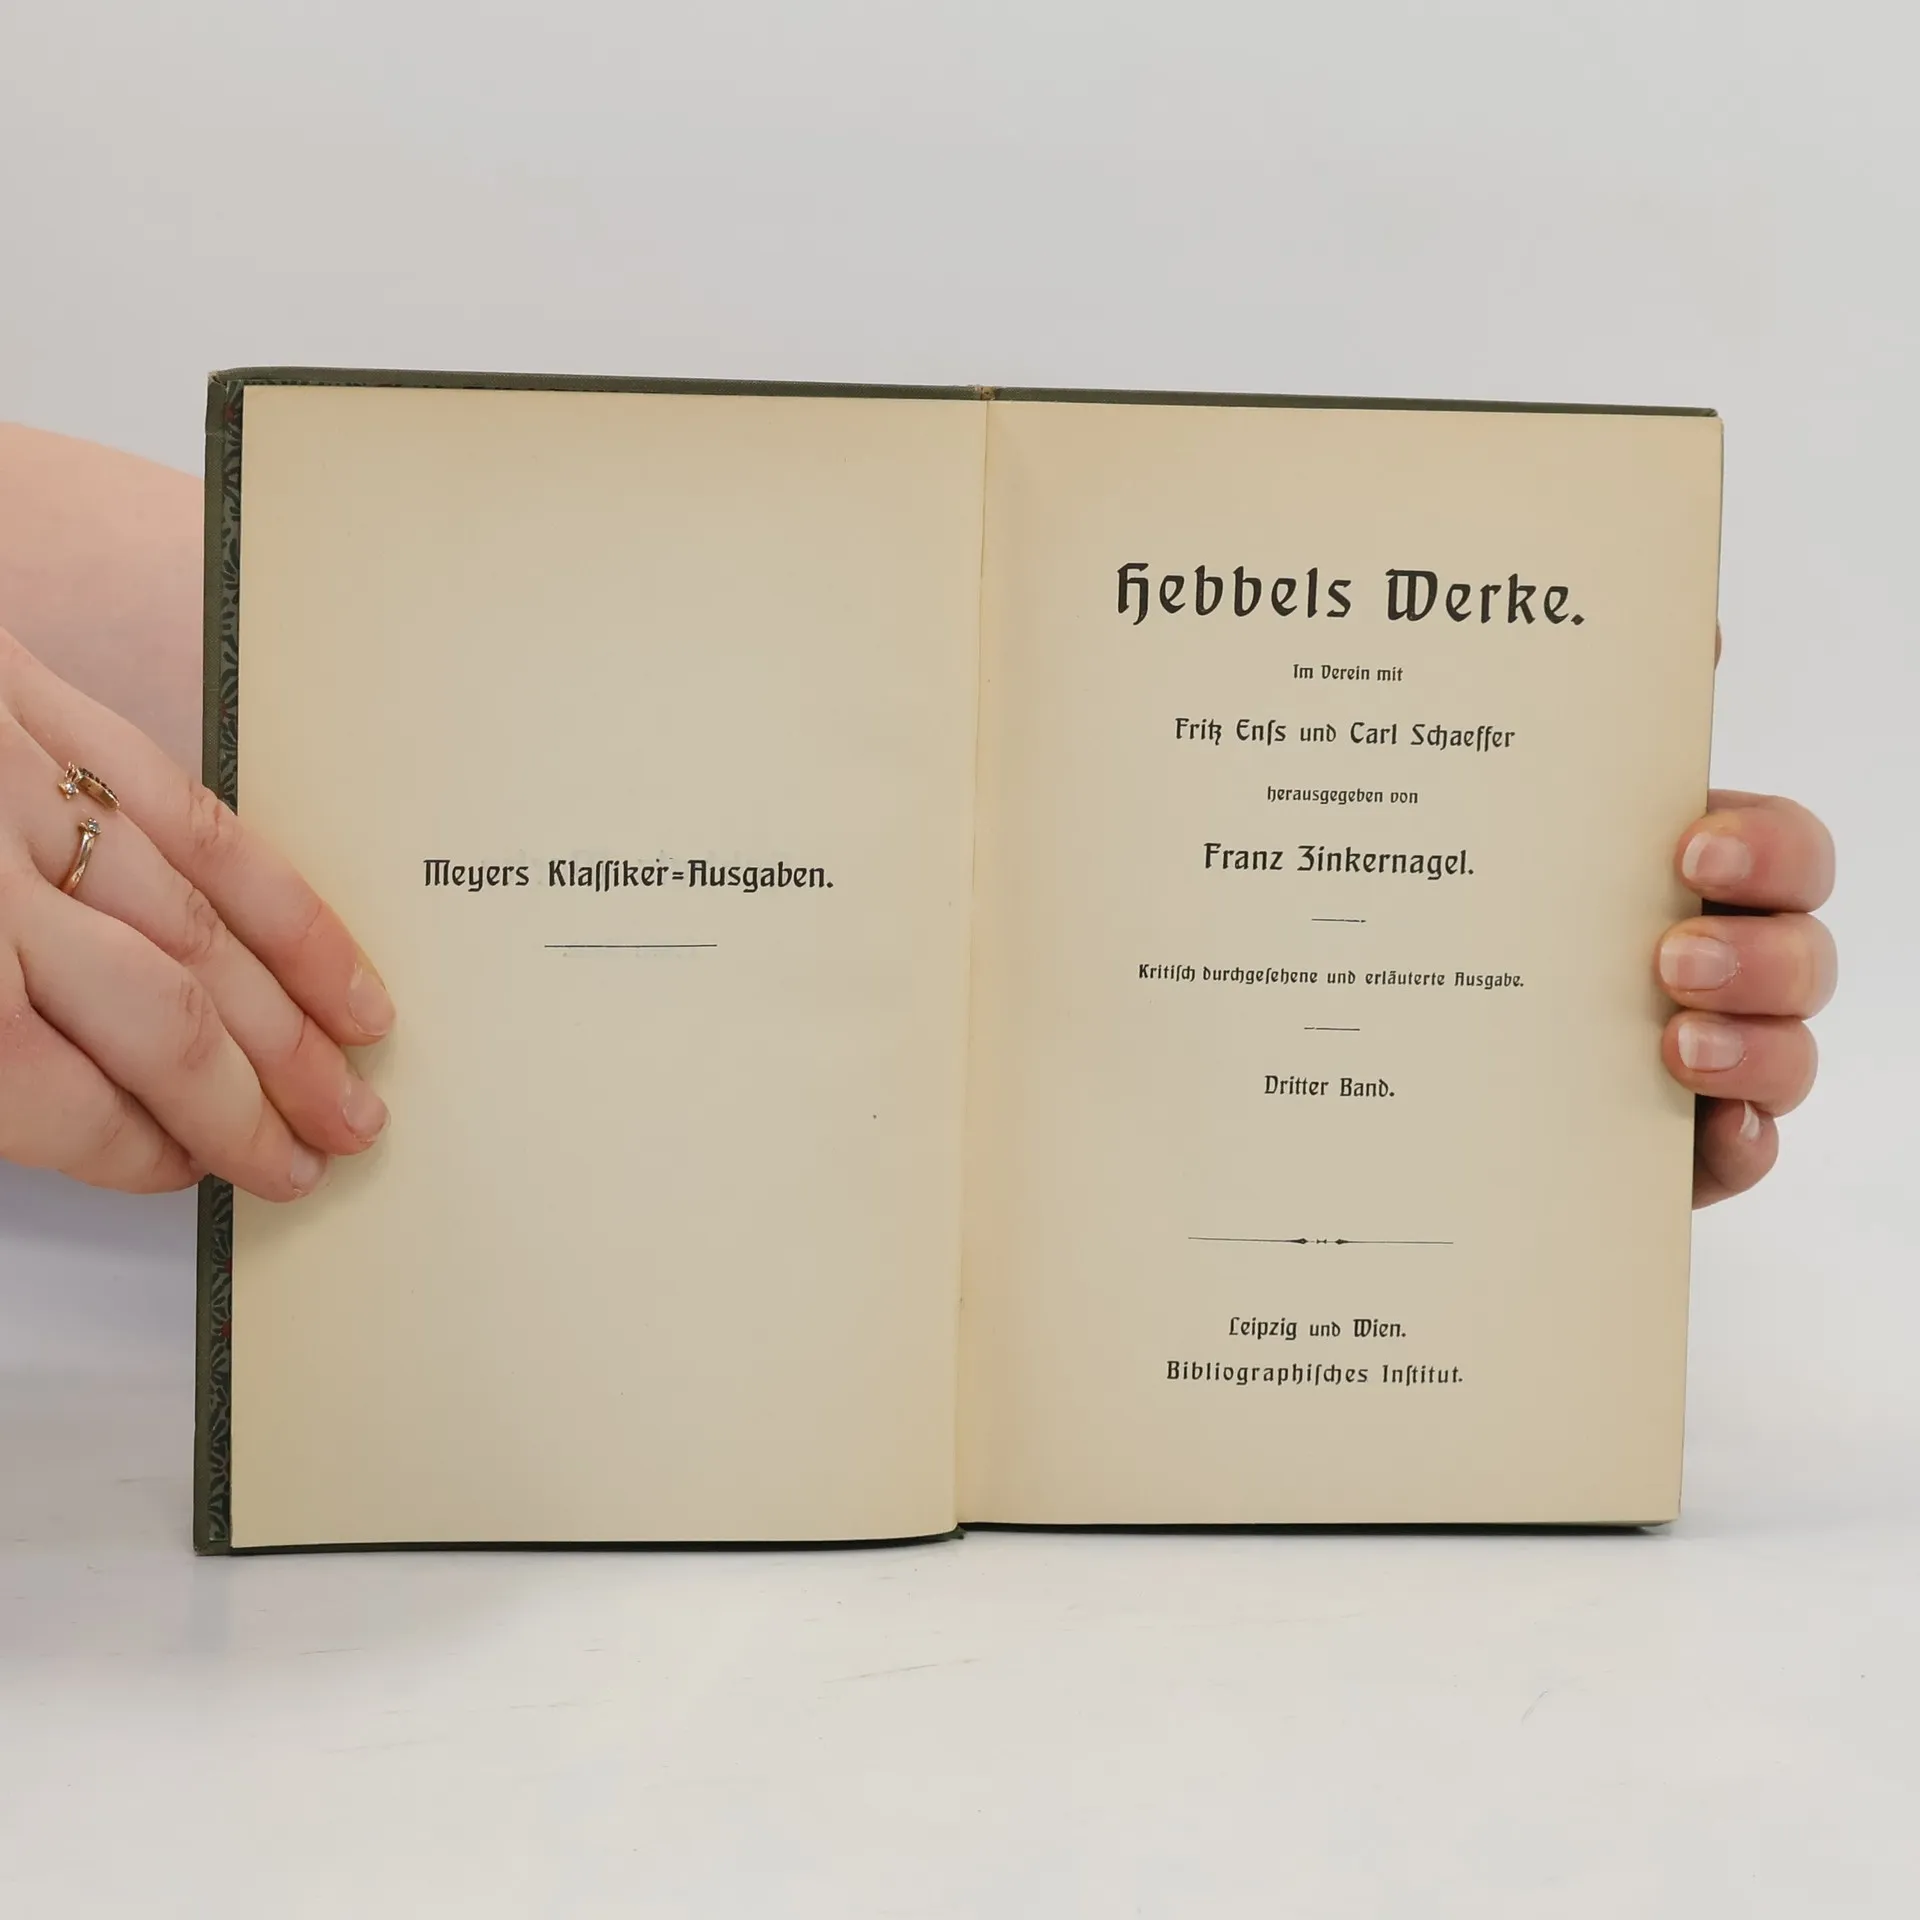 Meyers Klaſſiker=Ausgaben.
Hebbels Werke.
Im Verein mit
Fritz Enſs und Carl Schaeffer
herausgegeben von
Franz Zinkernagel.
Kritiſch durchgeſehene und erläuterte Ausgabe.
Dritter Band.
Leipzig und Wien.
Bibliographiſches Inſtitut.